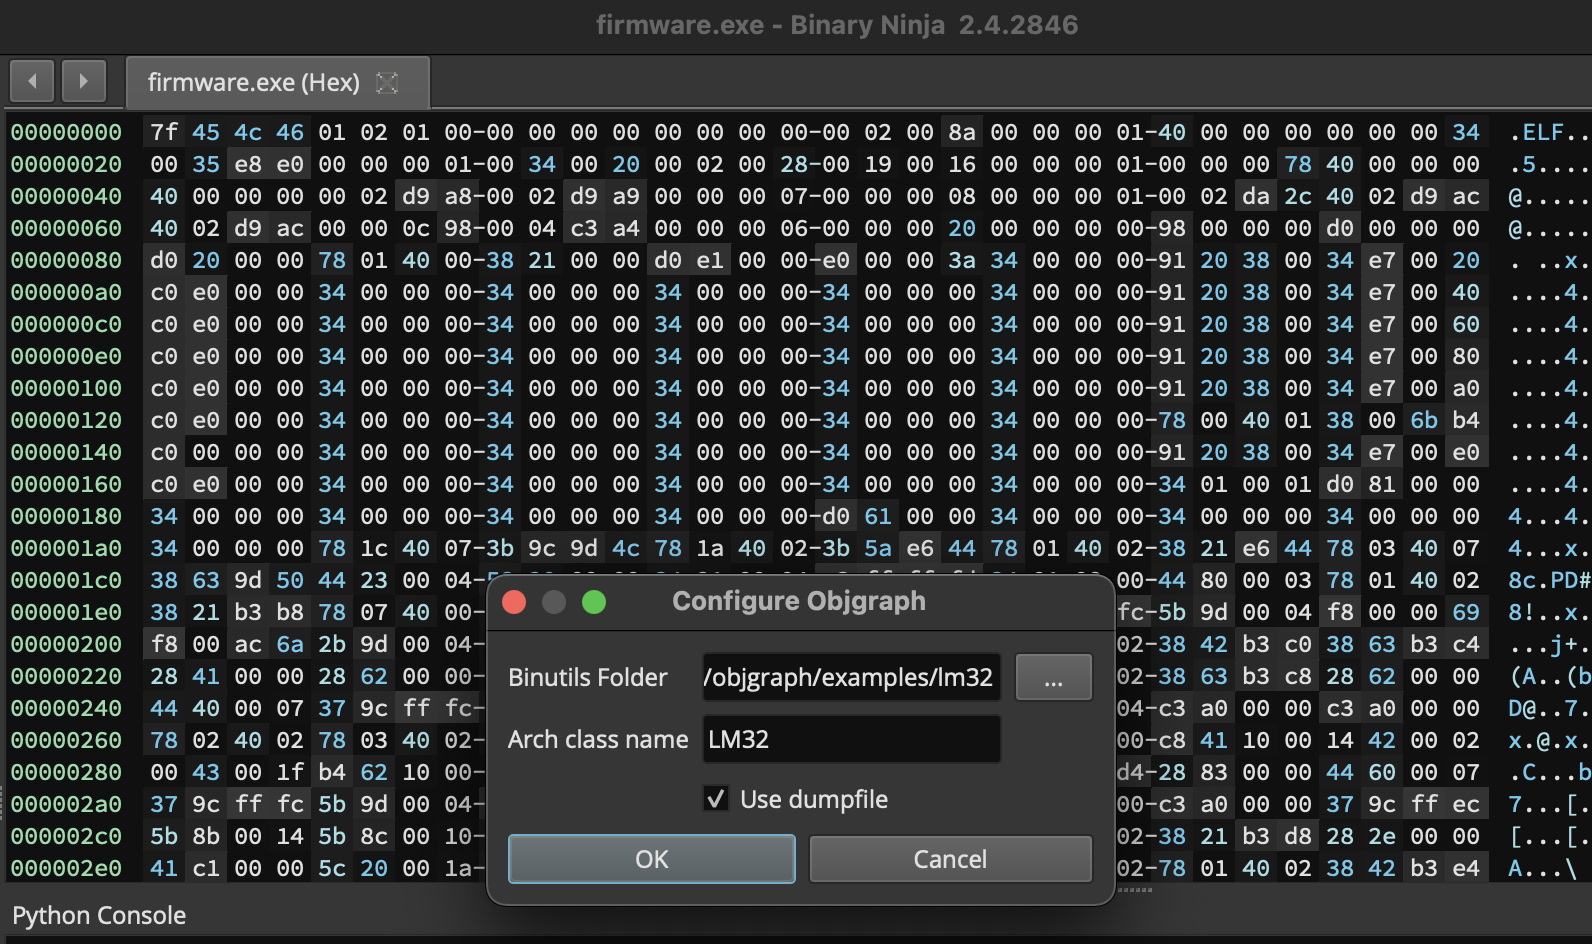 firmware.exe - Binary Ninja 2.4.2846
firmware.exe (Hex)
00000000 7f 45 4c 46 01 02 01 00-00 00 00 00 00 00 00 00-00 02 00 8a 00 00 00 01-40 00 00 00 00 00 00 34 .ELF..
00000020 00 35 e8 e0 00 00 00 01-00 34 00 20 00 02 00 28-00 19 00 16 00 00 00 01-00 00 00 78 40 00 00 00 .5....
00000040 40 00 00 00 00 02 d9 a8-00 02 d9 a9 00 00 00 07-00 00 00 08 00 00 00 01-00 02 da 2c 40 02 d9 ac @.....
00000060 40 02 d9 ac 00 00 0c 98-00 04 c3 a4 00 00 00 06-00 00 00 20 00 00 00 00-98 00 00 00 d0 00 00 00 @.....
00000080 d0 20 00 00 78 01 40 00-38 21 00 00 d0 e1 00 00-e0 00 00 3a 34 00 00 00-91 20 38 00 34 e7 00 20 . ..x.
000000a0 c0 e0 00 00 34 00 00 00-34 00 00 00 34 00 00 00-34 00 00 00 34 00 00 00-91 20 38 00 34 e7 00 40 ....4.
000000c0 c0 e0 00 00 34 00 00 00-34 00 00 00 34 00 00 00-34 00 00 00 34 00 00 00-91 20 38 00 34 e7 00 60 ....4.
000000e0 c0 e0 00 00 34 00 00 00-34 00 00 00 34 00 00 00-34 00 00 00 34 00 00 00-91 20 38 00 34 e7 00 80 ....4.
00000100 c0 e0 00 00 34 00 00 00-34 00 00 00 34 00 00 00-34 00 00 00 34 00 00 00-91 20 38 00 34 e7 00 a0 ....4.
00000120 c0 e0 00 00 34 00 00 00-34 00 00 00 34 00 00 00-34 00 00 00 34 00 00 00-78 00 40 01 38 00 6b b4 ....4.
00000140 c0 00 00 00 34 00 00 00-34 00 00 00 34 00 00 00-34 00 00 00 34 00 00 00-91 20 38 00 34 e7 00 e0 ....4.
00000160 c0 e0 00 00 34 00 00 00-34 00 00 00 34 00 00 00-34 00 00 00 34 00 00 00-34 01 00 01 d0 81 00 00 ....4.
00000180 34 00 00 00 34 00 00 00-34 00 00 00 34 00 00 00-d0 61 00 00 34 00 00 00-34 00 00 00 34 00 00 00 4...4.
000001a0 34 00 00 00 78 1c 40 07-3b 9c 9d 4c 78 1a 40 02-3b 5a e6 44 78 01 40 02-38 21 e6 44 78 03 40 07 4...x.
000001c0 38 63 9d 50 44 23 00 04- 00-44 80 00 03 78 01 40 02 8c.PD#
000001e0 38 21 b3 b8 78 07 40 00- fc-5b 9d 00 04 f8 00 00 69 8!..x.
00000200 f8 00 ac 6a 2b 9d 00 04- 02-38 42 b3 c0 38 63 b3 c4 ...j+.
00000220 28 41 00 00 28 62 00 00- 02-38 63 b3 c8 28 62 00 00 (A..(b
00000240 44 40 00 07 37 9c ff fc- 04-c3 a0 00 00 c3 a0 00 00 D@..7.
00000260 78 02 40 02 78 03 40 02- 00-c8 41 10 00 14 42 00 02 x.@.x.
00000280 00 43 00 1f b4 62 10 00- d4-28 83 00 00 44 60 00 07 .C...b
000002a0 37 9c ff fc 5b 9d 00 04- 00-c3 a0 00 00 37 9c ff ec 7...[.
000002c0 5b 8b 00 14 5b 8c 00 10- 02-38 21 b3 d8 28 2e 00 00 [...[.
000002e0 41 c1 00 00 5c 20 00 1a- 02-78 01 40 02 38 42 b3 e4 A...\
Configure Objgraph
Binutils Folder /objgraph/examples/lm32 ...
Arch class name LM32
✓ Use dumpfile
OK Cancel
Python Console